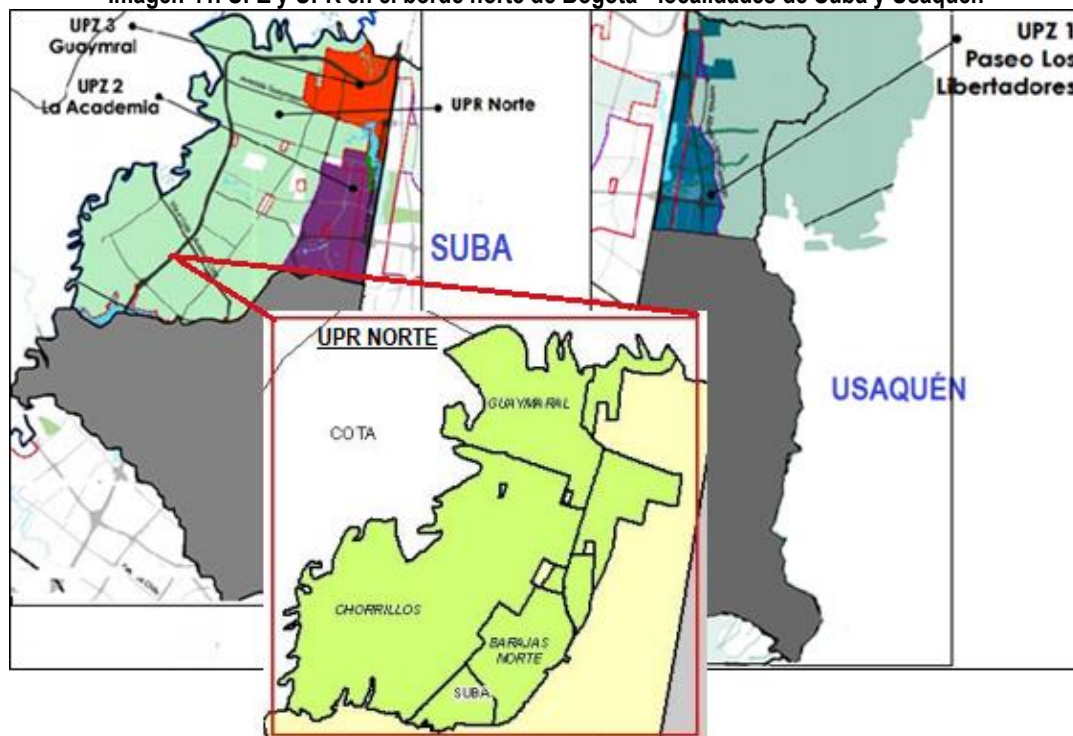 UPZ 3
Guaymral
UPZ 2
La Academia
UPR Norte
UPZ 1
Paseo Los
Libertadores
SUBA
USAQUÉN
UPR NORTE
GUAYMARAL
COTA
CHORRILLOS
BARAJAS
NORTE
SUBA